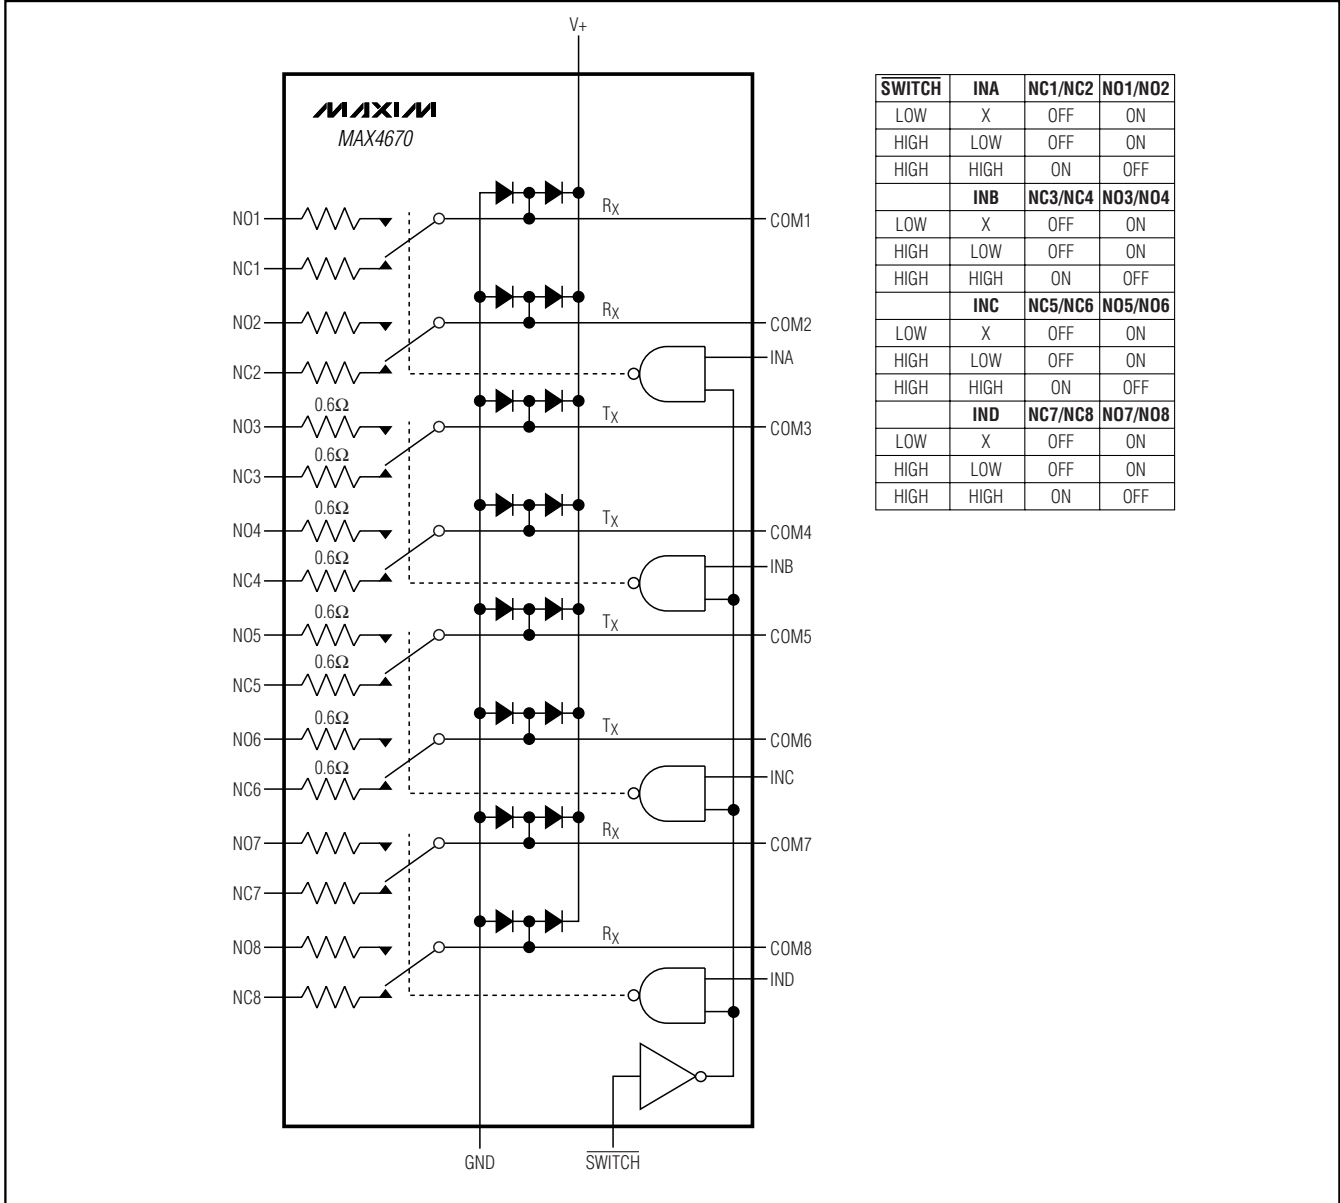 V+
MAXIM
MAX4670
NO1
RX
COM1
NC1
NO2
RX
COM2
INA
NC2
0.6Ω
NO3
TX
COM3
0.6Ω
NC3
0.6Ω
NO4
TX
COM4
INB
0.6Ω
NC4
0.6Ω
NO5
TX
COM5
0.6Ω
NC5
0.6Ω
NO6
TX
COM6
INC
0.6Ω
NC6
NO7
RX
COM7
NC7
NO8
RX
COM8
IND
NC8
GND
SWITCH
SWITCH INA NC1/NC2 NO1/NO2
LOW X OFF ON
HIGH LOW OFF ON
HIGH HIGH ON OFF
INB NC3/NC4 NO3/NO4
LOW X OFF ON
HIGH LOW OFF ON
HIGH HIGH ON OFF
INC NC5/NC6 NO5/NO6
LOW X OFF ON
HIGH LOW OFF ON
HIGH HIGH ON OFF
IND NC7/NC8 NO7/NO8
LOW X OFF ON
HIGH LOW OFF ON
HIGH HIGH ON OFF